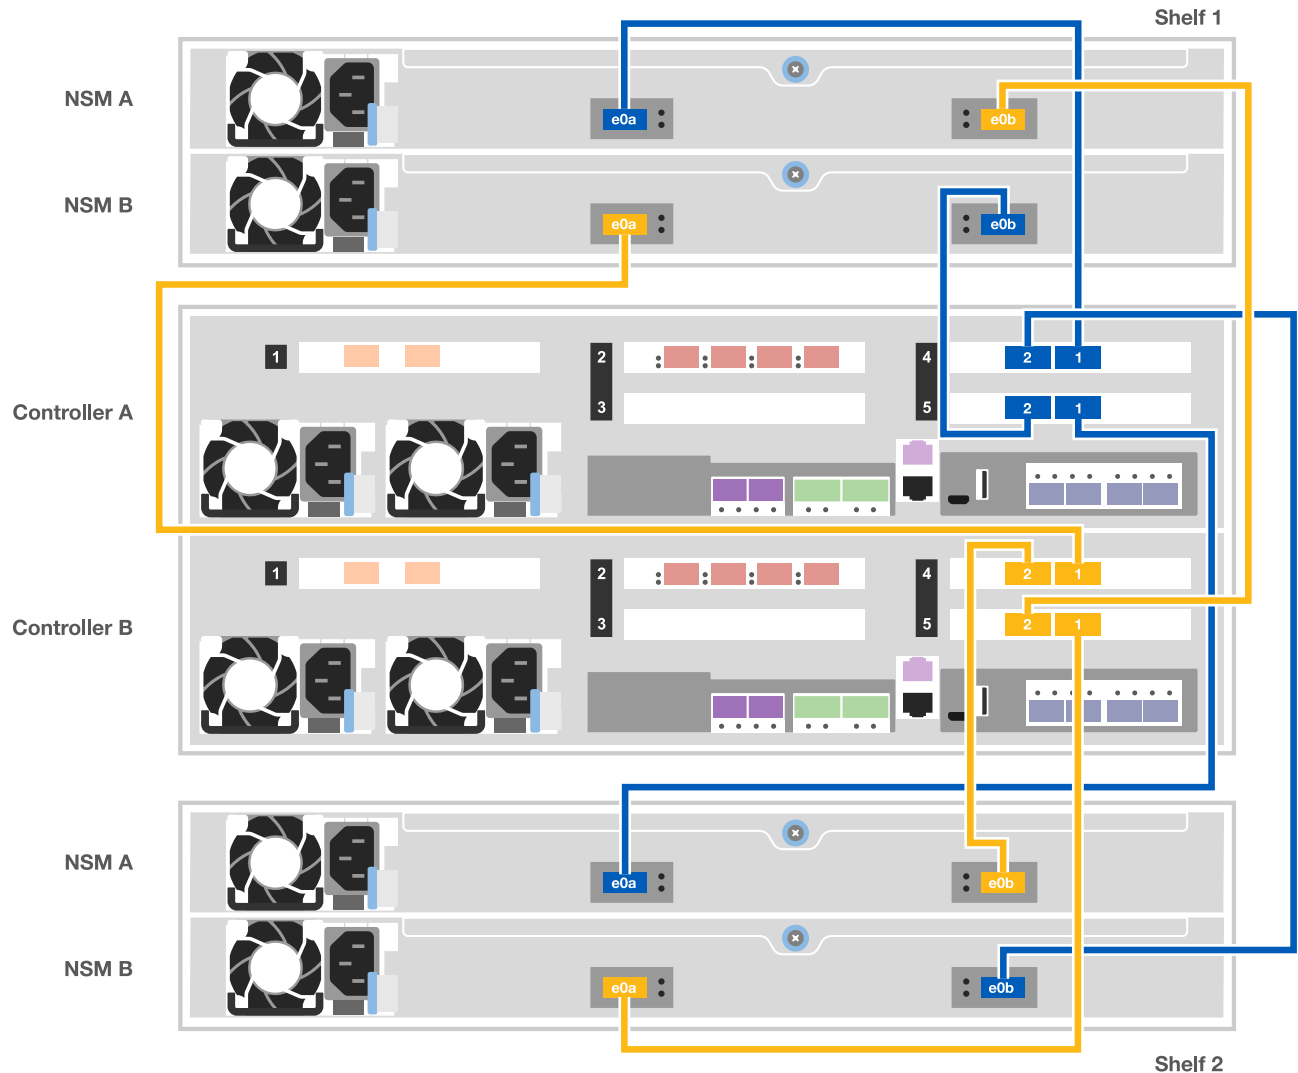 Shelf 1
NSM A
e0a
e0b
NSM B
e0a
e0b
1
2
4
2 1
Controller A
3
5
2 1
1
2
4
2 1
Controller B
3
5
2 1
NSM A
e0a
e0b
NSM B
e0a
e0b
Shelf 2